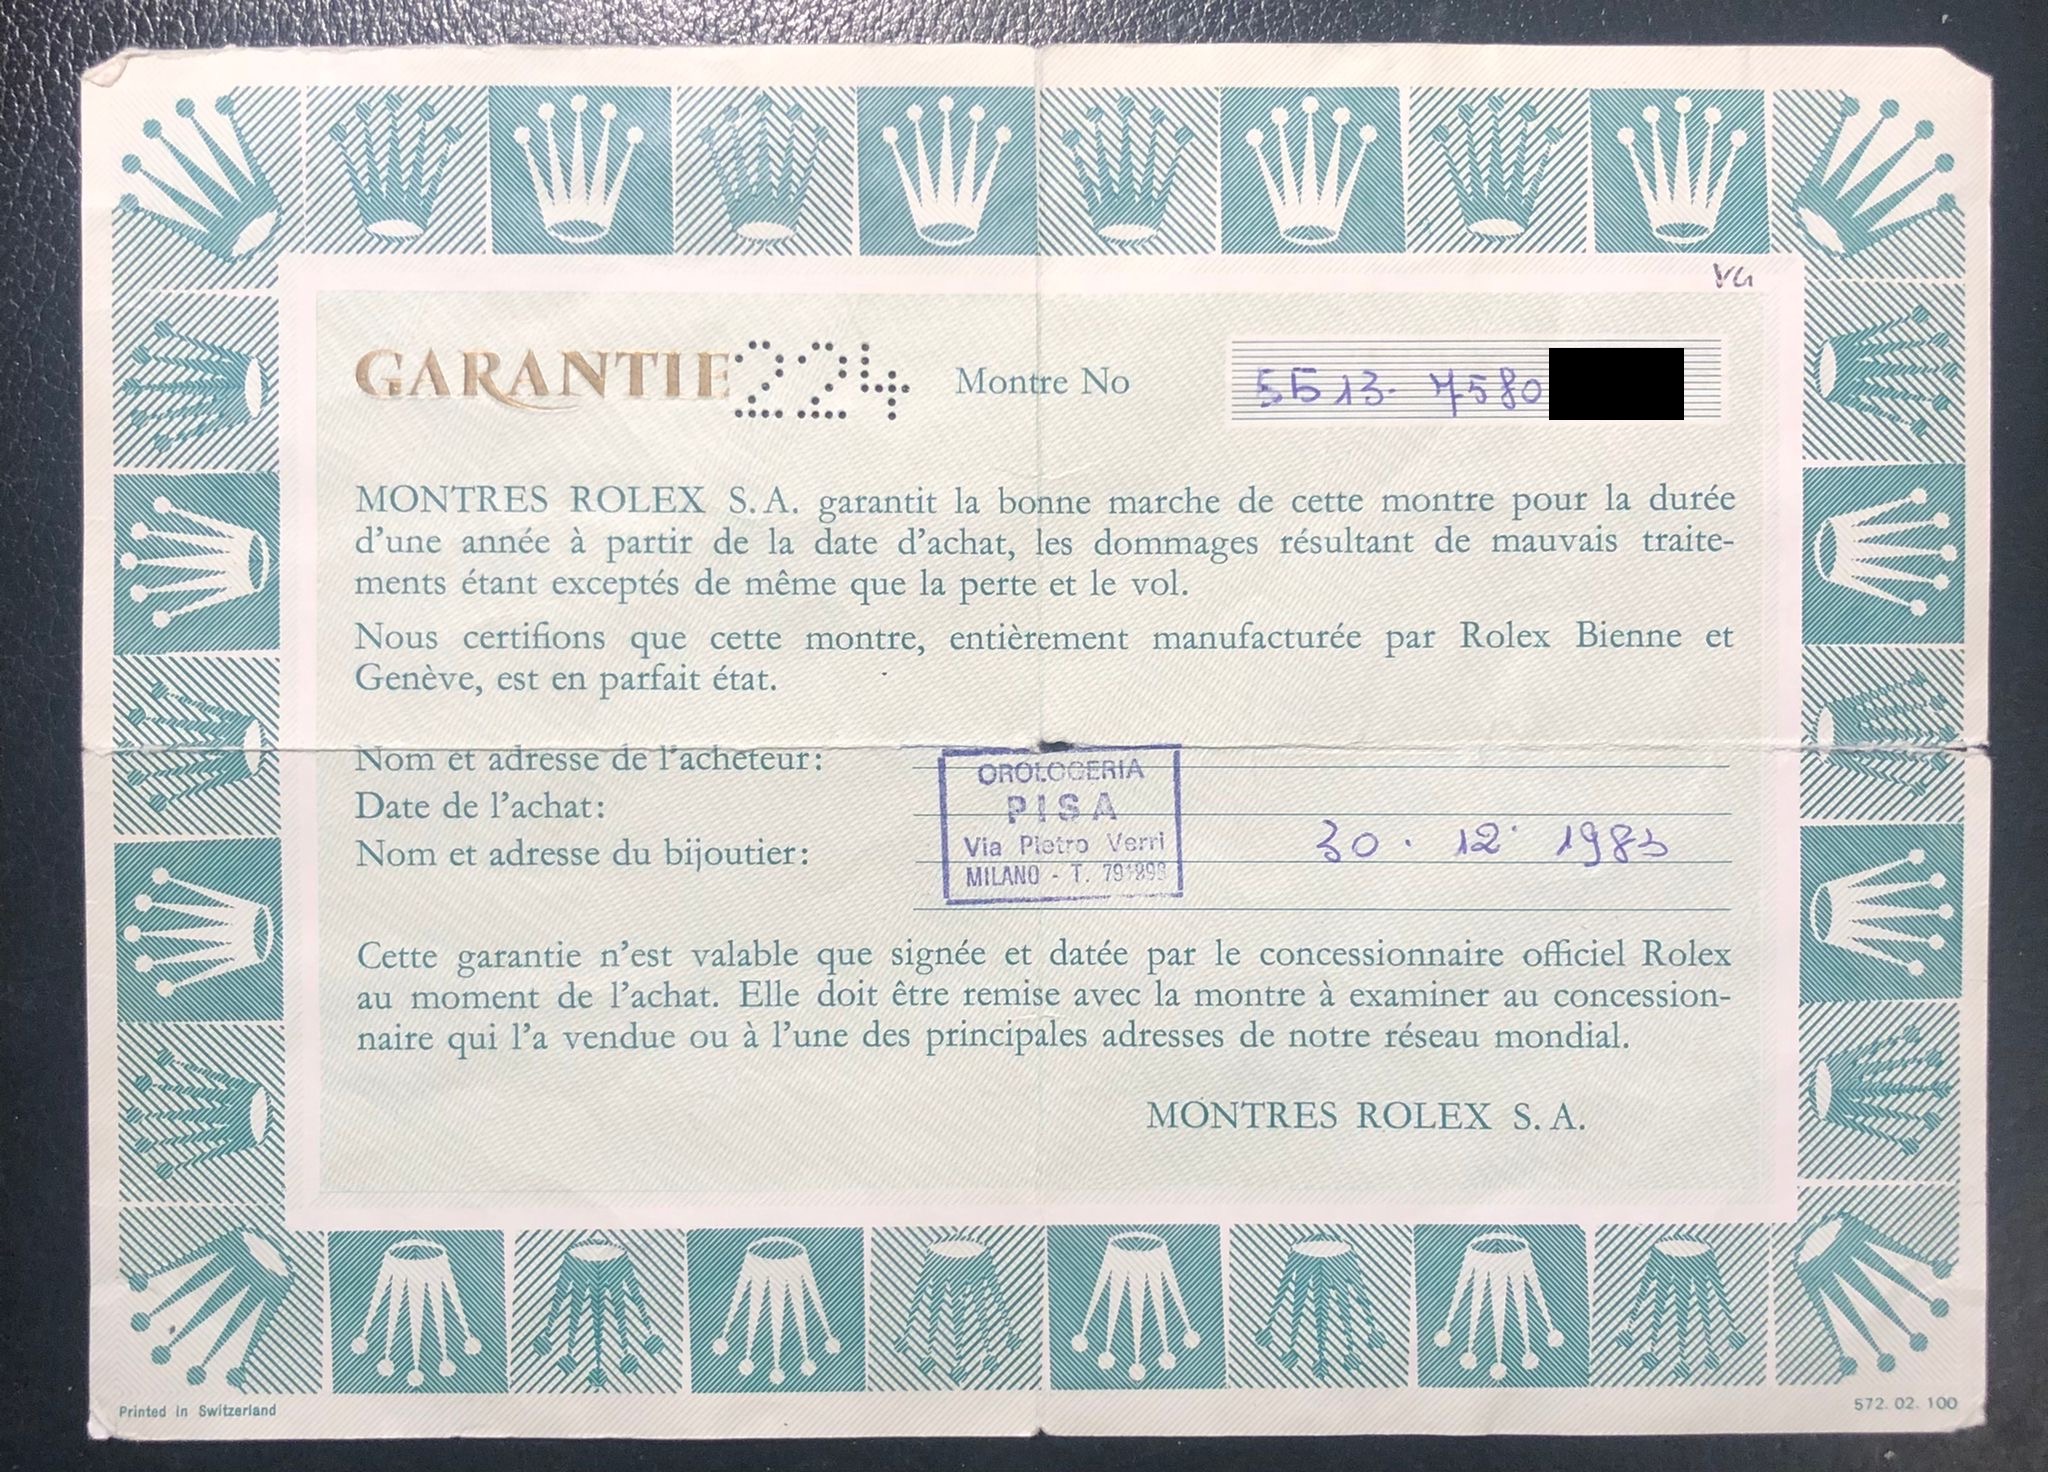 VG
GARANTIE 224 Montre No 5513. 7580
MONTRES ROLEX S.A. garantit la bonne marche de cette montre pour la durée
d'une année à partir de la date d'achat, les dommages résultant de mauvais traite-
ments étant exceptés de même que la perte et le vol.
Nous certifions que cette montre, entièrement manufacturée par Rolex Bienne et
Genève, est en parfait état.
Nom et adresse de l'acheteur:
Date de l'achat:
Nom et adresse du bijoutier:
OROLOGERIA
PISA
Via Pietro Verri
MILANO - T.
30. 12. 1983
Cette garantie n'est valable que signée et datée par le concessionnaire officiel Rolex
au moment de l'achat. Elle doit être remise avec la montre à examiner au concession-
naire qui l'a vendue ou à l'une des principales adresses de notre réseau mondial.
MONTRES ROLEX S.A.
Printed in Switzerland
572.02.100